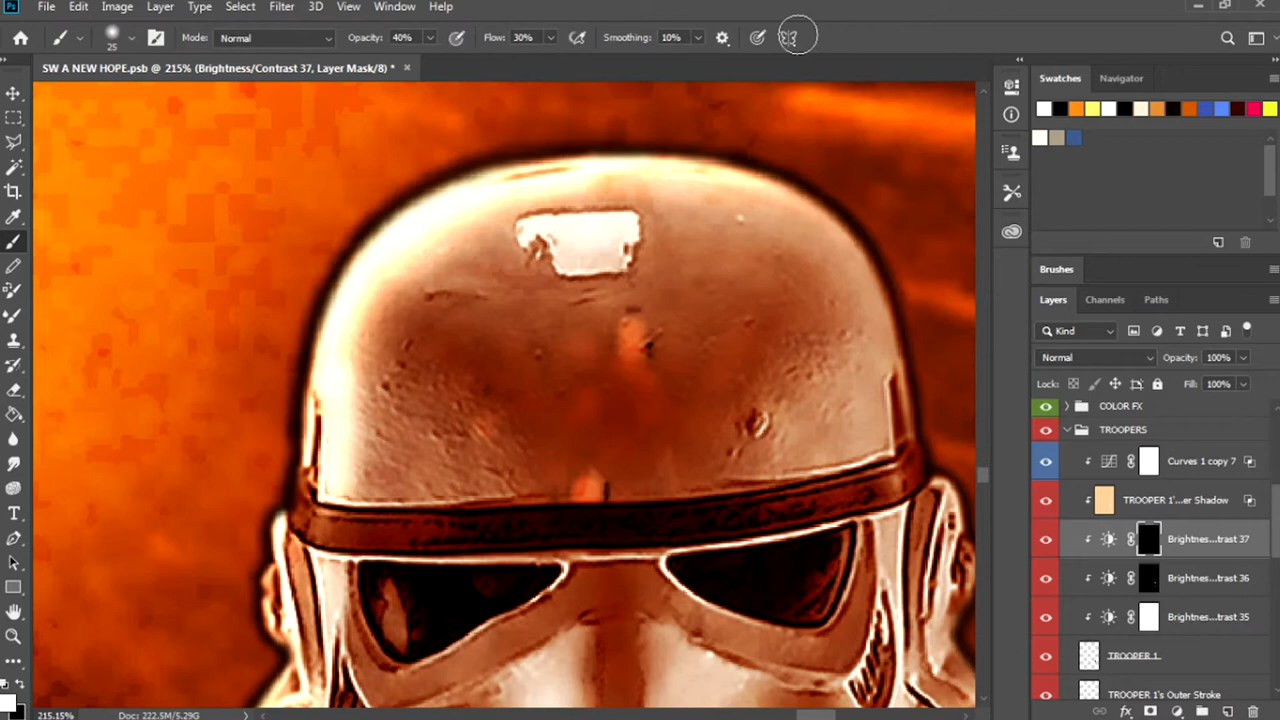 Ps File Edit Image Layer Type Select Filter 3D View Window Help
25 Mode: Normal Opacity: 40% Flow: 30% Smoothing: 10%
SW A NEW HOPE.psb @ 215% (Brightness/Contrast 37, Layer Mask/8) * ×
Swatches Navigator
Brushes
Layers Channels Paths
Kind
Normal Opacity: 100%
Lock: Fill: 100%
COLOR FX
TROOPERS
Curves 1 copy 7
TROOPER 1'...er Shadow
Brightnes...trast 37
Brightnes...trast 36
Brightnes...trast 35
TROOPER 1
TROOPER 1's Outer Stroke
215.15% Doc: 222.5M/5.29G